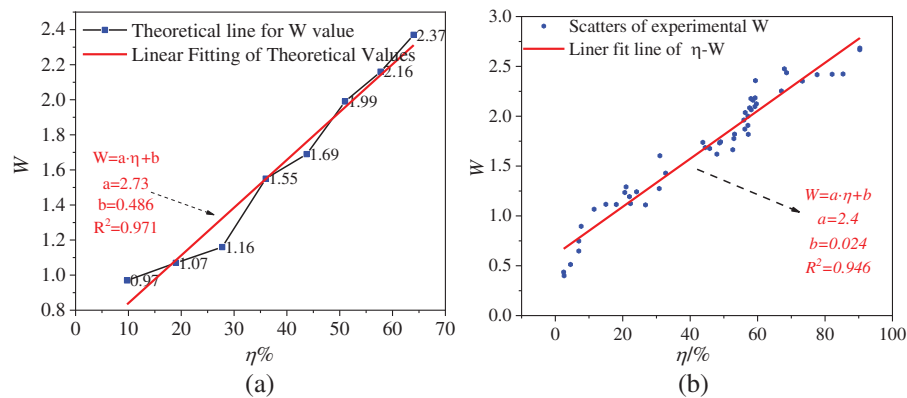 Theoretical line for W value
Linear Fitting of Theoretical Values
2.4
2.2
2.0
1.8
1.6
1.4
1.2
1.0
0.8
W
W=a·η+b
a=2.73
b=0.486
R²=0.971
0.97
1.07
1.16
1.55
1.69
1.99
2.16
2.37
0 10 20 30 40 50 60 70
η%
(a)
Scatters of experimental W
Liner fit line of η-W
3.0
2.5
2.0
1.5
1.0
0.5
0.0
W
W=a·η+b
a=2.4
b=0.024
R²=0.946
0 20 40 60 80 100
η/%
(b)